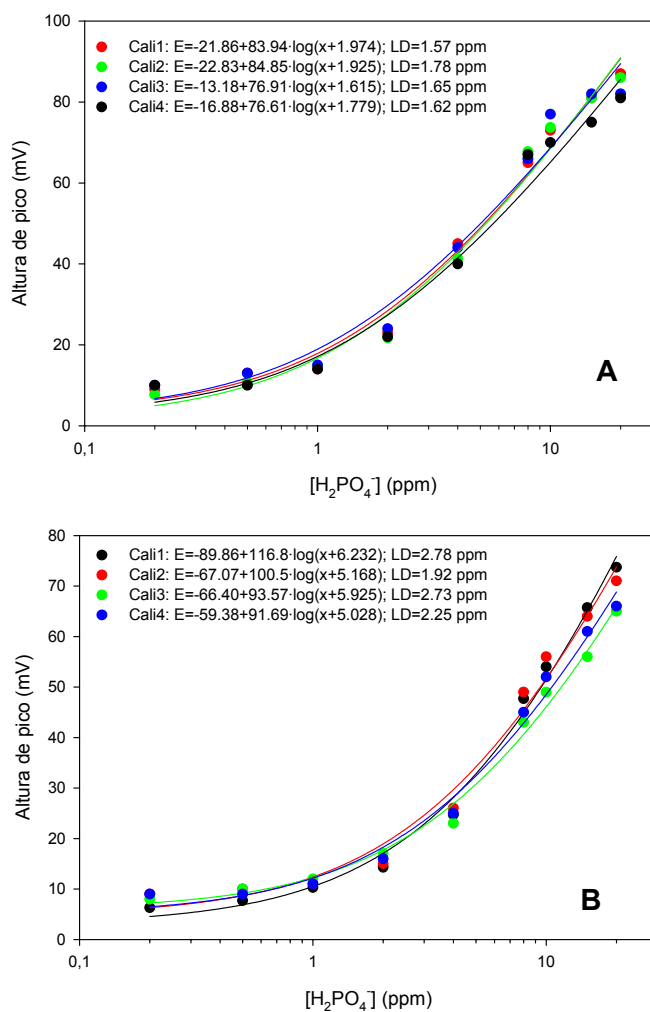 100
Cali1: E=-21.86+83.94·log(x+1.974); LD=1.57 ppm
Cali2: E=-22.83+84.85·log(x+1.925); LD=1.78 ppm
Cali3: E=-13.18+76.91·log(x+1.615); LD=1.65 ppm
Cali4: E=-16.88+76.61·log(x+1.779); LD=1.62 ppm
80
60
40
20
0
Altura de pico (mV)
A
0,1 1 10
[H₂PO₄⁻] (ppm)
80
Cali1: E=-89.86+116.8·log(x+6.232); LD=2.78 ppm
Cali2: E=-67.07+100.5·log(x+5.168); LD=1.92 ppm
Cali3: E=-66.40+93.57·log(x+5.925); LD=2.73 ppm
Cali4: E=-59.38+91.69·log(x+5.028); LD=2.25 ppm
70
60
50
40
30
20
10
0
Altura de pico (mV)
B
0,1 1 10
[H₂PO₄⁻] (ppm)